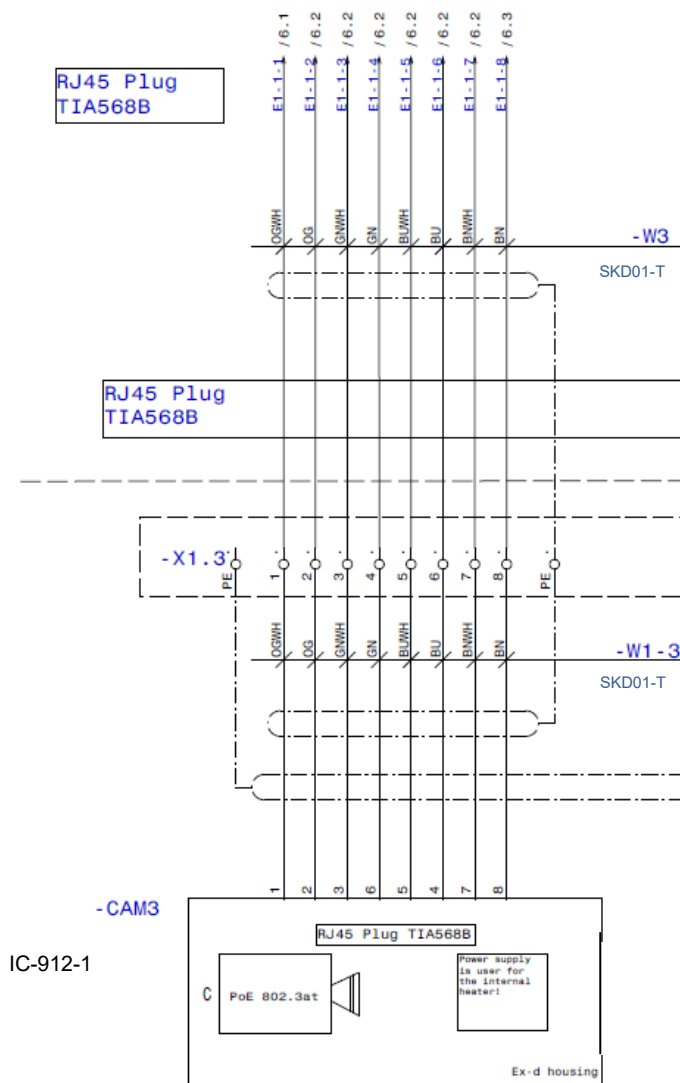 /6.1 /6.2 /6.2 /6.2 /6.2 /6.2 /6.2 /6.3
E1-1-1 E1-1-2 E1-1-3 E1-1-4 E1-1-5 E1-1-6 E1-1-7 E1-1-8
RJ45 Plug
TIA568B
OGWH OG GNWH GN BUWH BU BNWH BN
-W3
SKD01-T
RJ45 Plug
TIA568B
-X1.3
PE 1 2 3 4 5 6 7 8 PE
OGWH OG GNWH GN BUWH BU BNWH BN
-W1-3
SKD01-T
1 2 3 6 5 4 7 8
-CAM3
RJ45 Plug TIA568B
IC-912-1
C
PoE 802.3at
Power supply
is user for
the internal
heater!
Ex-d housing